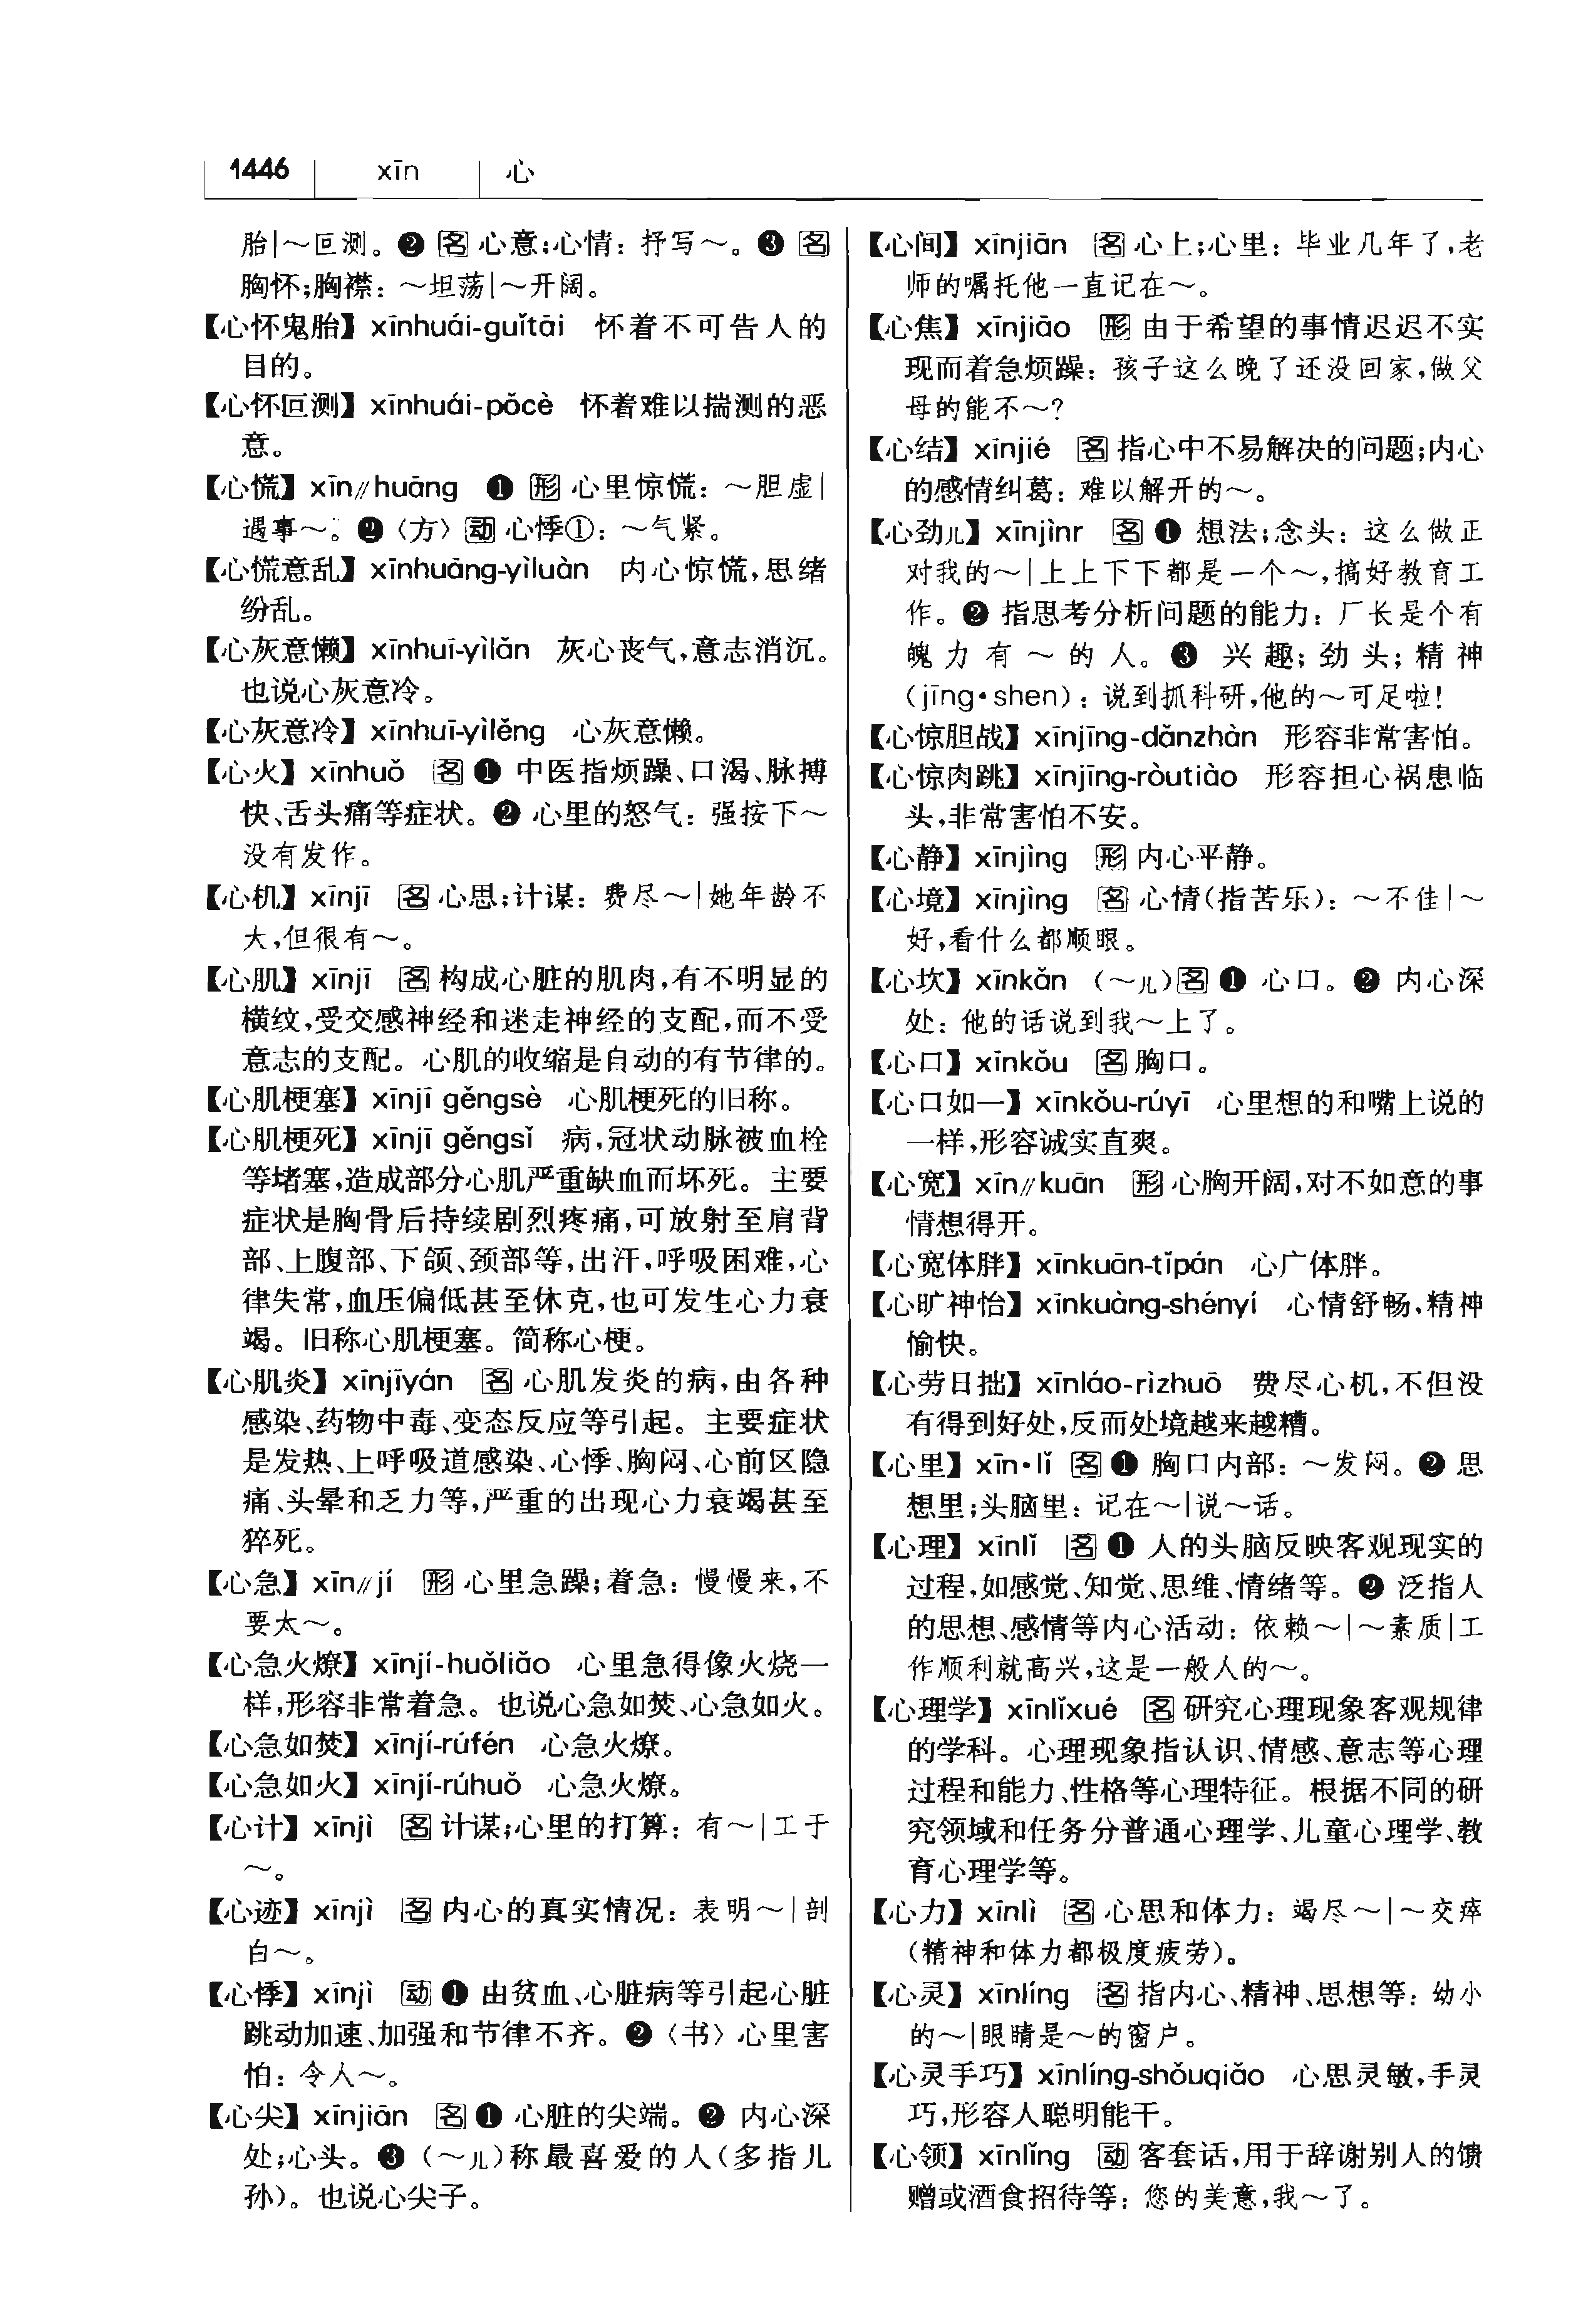 1446 xīn 心
胎|～叵测。❷ 名 心意;心情：抒写～。❸ 名
胸怀;胸襟：～坦荡|～开阔。
【心怀鬼胎】xīnhuái-guǐtāi 怀着不可告人的
目的。
【心怀叵测】xīnhuái-pǒcè 怀着难以揣测的恶
意。
【心慌】xīn//huāng ❶ 形 心里惊慌：～胆虚|
遇事～。❷〈方〉动 心悸①：～气紧。
【心慌意乱】xīnhuāng-yìluàn 内心惊慌,思绪
纷乱。
【心灰意懒】xīnhuī-yìlǎn 灰心丧气,意志消沉。
也说心灰意冷。
【心灰意冷】xīnhuī-yìlěng 心灰意懒。
【心火】xīnhuǒ 名 ❶ 中医指烦躁、口渴、脉搏
快、舌头痛等症状。❷ 心里的怒气：强按下～
没有发作。
【心机】xīnjī 名 心思;计谋：费尽～|她年龄不
大,但很有～。
【心肌】xīnjī 名 构成心脏的肌肉,有不明显的
横纹,受交感神经和迷走神经的支配,而不受
意志的支配。心肌的收缩是自动的有节律的。
【心肌梗塞】xīnjī gěngsè 心肌梗死的旧称。
【心肌梗死】xīnjī gěngsǐ 病,冠状动脉被血栓
等堵塞,造成部分心肌严重缺血而坏死。主要
症状是胸骨后持续剧烈疼痛,可放射至肩背
部、上腹部、下颌、颈部等,出汗,呼吸困难,心
律失常,血压偏低甚至休克,也可发生心力衰
竭。旧称心肌梗塞。简称心梗。
【心肌炎】xīnjīyán 名 心肌发炎的病,由各种
感染、药物中毒、变态反应等引起。主要症状
是发热、上呼吸道感染、心悸、胸闷、心前区隐
痛、头晕和乏力等,严重的出现心力衰竭甚至
猝死。
【心急】xīn//jí 形 心里急躁;着急：慢慢来,不
要太～。
【心急火燎】xīnjí-huǒliǎo 心里急得像火烧一
样,形容非常着急。也说心急如焚、心急如火。
【心急如焚】xīnjí-rúfén 心急火燎。
【心急如火】xīnjí-rúhuǒ 心急火燎。
【心计】xīnjì 名 计谋;心里的打算：有～|工于
～。
【心迹】xīnjì 名 内心的真实情况：表明～|剖
白～。
【心悸】xīnjì 动 ❶ 由贫血、心脏病等引起心脏
跳动加速、加强和节律不齐。❷〈书〉心里害
怕：令人～。
【心尖】xīnjiān 名 ❶ 心脏的尖端。❷ 内心深
处;心头。❸（～儿）称最喜爱的人（多指儿
孙）。也说心尖子。
【心间】xīnjiān 名 心上;心里：毕业几年了,老
师的嘱托他一直记在～。
【心焦】xīnjiāo 形 由于希望的事情迟迟不实
现而着急烦躁：孩子这么晚了还没回家,做父
母的能不～?
【心结】xīnjié 名 指心中不易解决的问题;内心
的感情纠葛：难以解开的～。
【心劲儿】xīnjìnr 名 ❶ 想法;念头：这么做正
对我的～|上上下下都是一个～,搞好教育工
作。❷ 指思考分析问题的能力：厂长是个有
魄力有～的人。❸ 兴趣;劲头;精神
（jīng·shen）：说到抓科研,他的～可足啦!
【心惊胆战】xīnjīng-dǎnzhàn 形容非常害怕。
【心惊肉跳】xīnjīng-ròutiào 形容担心祸患临
头,非常害怕不安。
【心静】xīnjìng 形 内心平静。
【心境】xīnjìng 名 心情（指苦乐）：～不佳|～
好,看什么都顺眼。
【心坎】xīnkǎn （～儿）名 ❶ 心口。❷ 内心深
处：他的话说到我～上了。
【心口】xīnkǒu 名 胸口。
【心口如一】xīnkǒu-rúyī 心里想的和嘴上说的
一样,形容诚实直爽。
【心宽】xīn//kuān 形 心胸开阔,对不如意的事
情想得开。
【心宽体胖】xīnkuān-tǐpán 心广体胖。
【心旷神怡】xīnkuàng-shényí 心情舒畅,精神
愉快。
【心劳日拙】xīnláo-rìzhuō 费尽心机,不但没
有得到好处,反而处境越来越糟。
【心里】xīn·lǐ 名 ❶ 胸口内部：～发闷。❷ 思
想里;头脑里：记在～|说～话。
【心理】xīnlǐ 名 ❶ 人的头脑反映客观现实的
过程,如感觉、知觉、思维、情绪等。❷ 泛指人
的思想、感情等内心活动：依赖～|～素质|工
作顺利就高兴,这是一般人的～。
【心理学】xīnlǐxué 名 研究心理现象客观规律
的学科。心理现象指认识、情感、意志等心理
过程和能力、性格等心理特征。根据不同的研
究领域和任务分普通心理学、儿童心理学、教
育心理学等。
【心力】xīnlì 名 心思和体力：竭尽～|～交瘁
（精神和体力都极度疲劳）。
【心灵】xīnlíng 名 指内心、精神、思想等：幼小
的～|眼睛是～的窗户。
【心灵手巧】xīnlíng-shǒuqiǎo 心思灵敏,手灵
巧,形容人聪明能干。
【心领】xīnlǐng 动 客套话,用于辞谢别人的馈
赠或酒食招待等：您的美意,我～了。